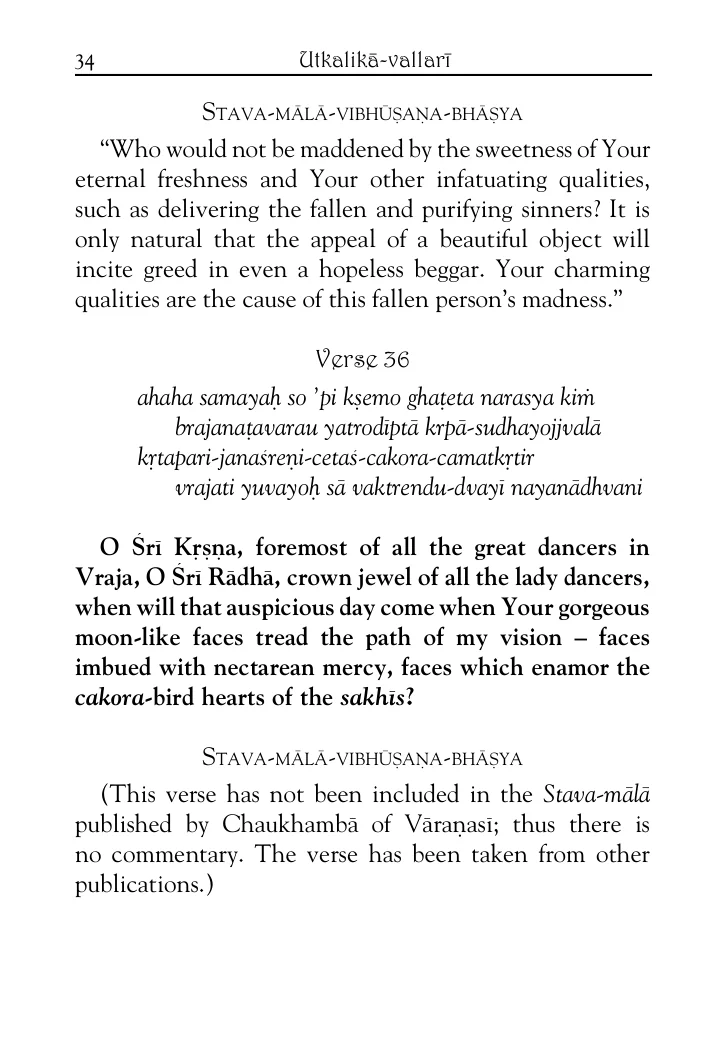 34
Utkalikā-vallarī
Stava-mālā-vibhūṣaṇa-bhāṣya
“Who would not be maddened by the sweetness of Your
eternal freshness and Your other infatuating qualities,
such as delivering the fallen and purifying sinners? It is
only natural that the appeal of a beautiful object will
incite greed in even a hopeless beggar. Your charming
qualities are the cause of this fallen person’s madness.”
Verse 36
ahaha samayaḥ so ’pi kṣemo ghaṭeta narasya kiṁ
brajanaṭavarau yatrodīptā krpā-sudhayojjvalā
kṛtapari-janaśreṇi-cetaś-cakora-camatkṛtir
vrajati yuvayoḥ sā vaktrendu-dvayī nayanādhvani
O Śrī Kṛṣṇa, foremost of all the great dancers in
Vraja, O Śrī Rādhā, crown jewel of all the lady dancers,
when will that auspicious day come when Your gorgeous
moon-like faces tread the path of my vision – faces
imbued with nectarean mercy, faces which enamor the
cakora-bird hearts of the sakhīs?
Stava-mālā-vibhūṣaṇa-bhāṣya
(This verse has not been included in the Stava-mālā
published by Chaukhambā of Vāraṇasī; thus there is
no commentary. The verse has been taken from other
publications.)